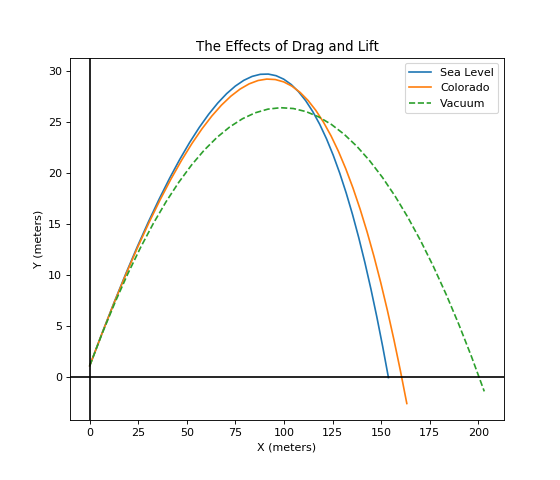 The Effects of Drag and Lift
Sea Level
Colorado
Vacuum
Y (meters)
30
25
20
15
10
5
0
0 25 50 75 100 125 150 175 200
X (meters)